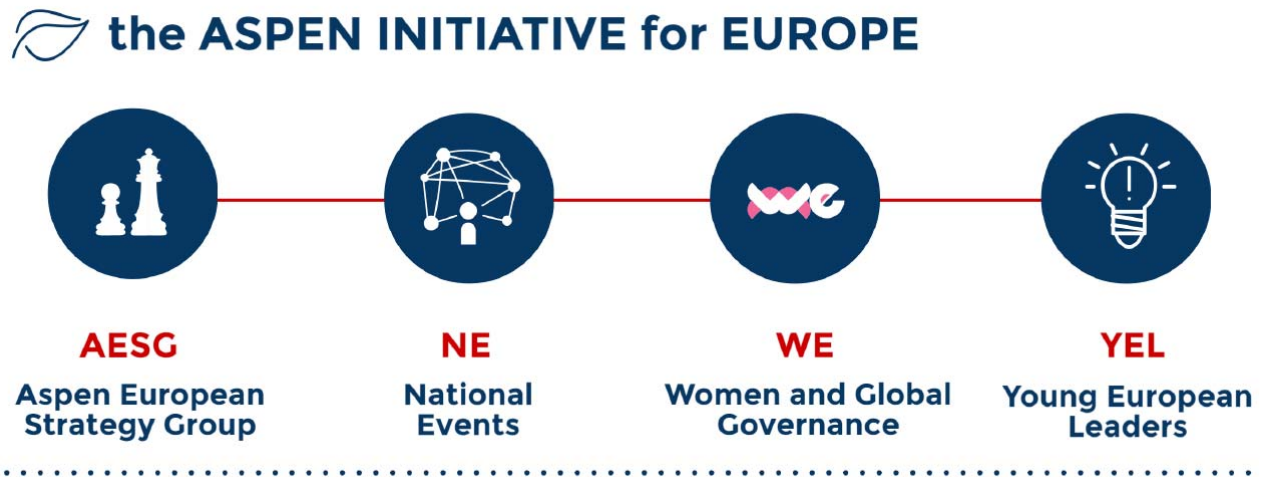 the ASPEN INITIATIVE for EUROPE
we
AESG
Aspen European
Strategy Group
NE
National
Events
WE
Women and Global
Governance
YEL
Young European
Leaders